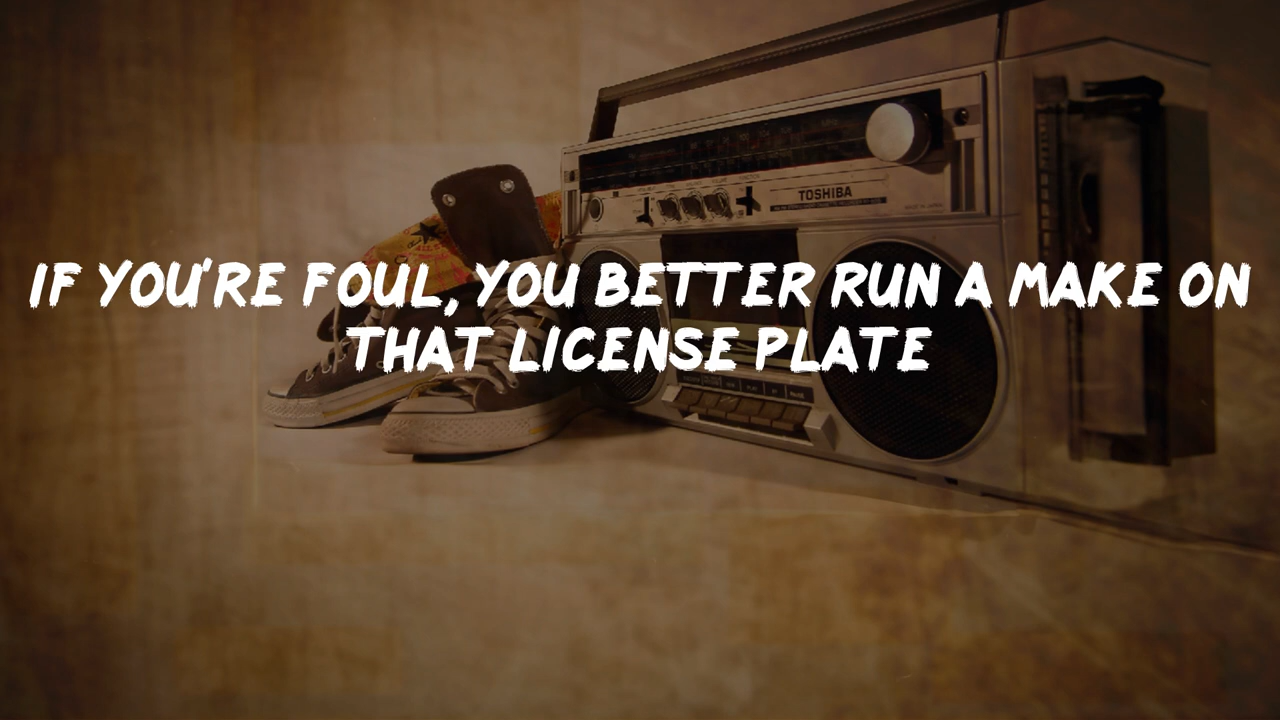 TOSHIBA
IF YOU'RE FOUL, YOU BETTER RUN A MAKE ON
THAT LICENSE PLATE